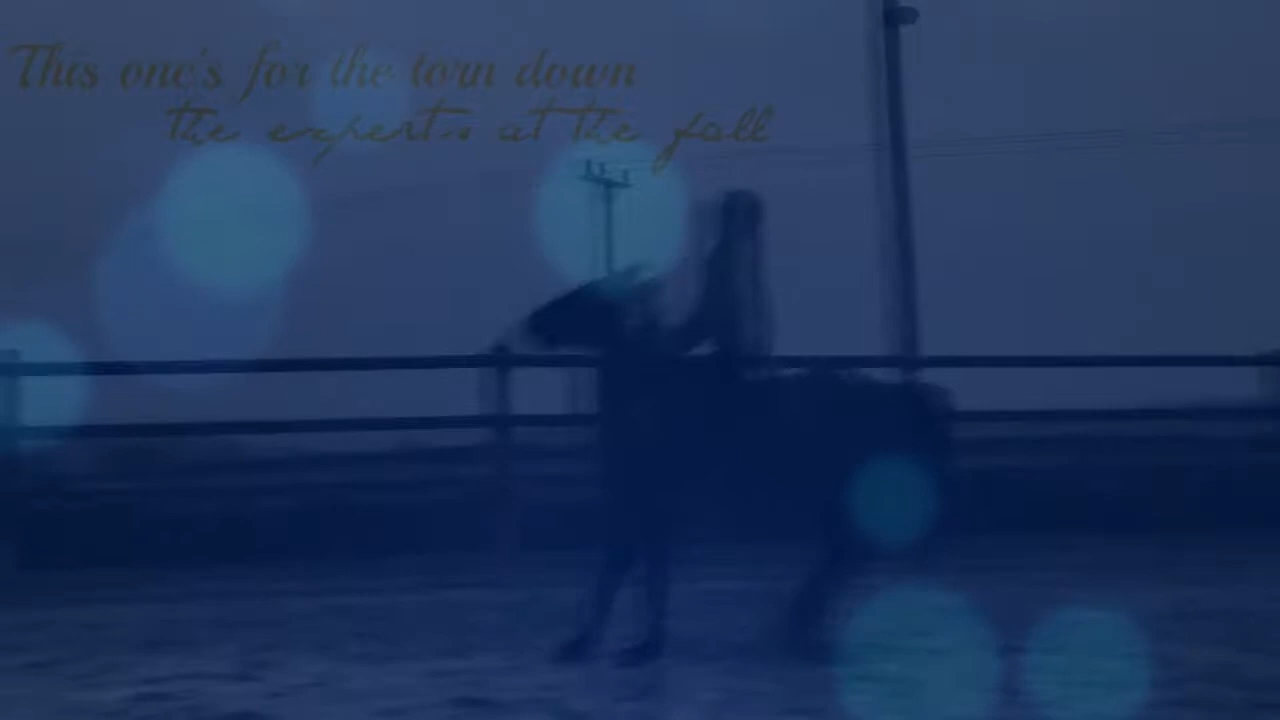 This one's for the torn down
the experts at the fall